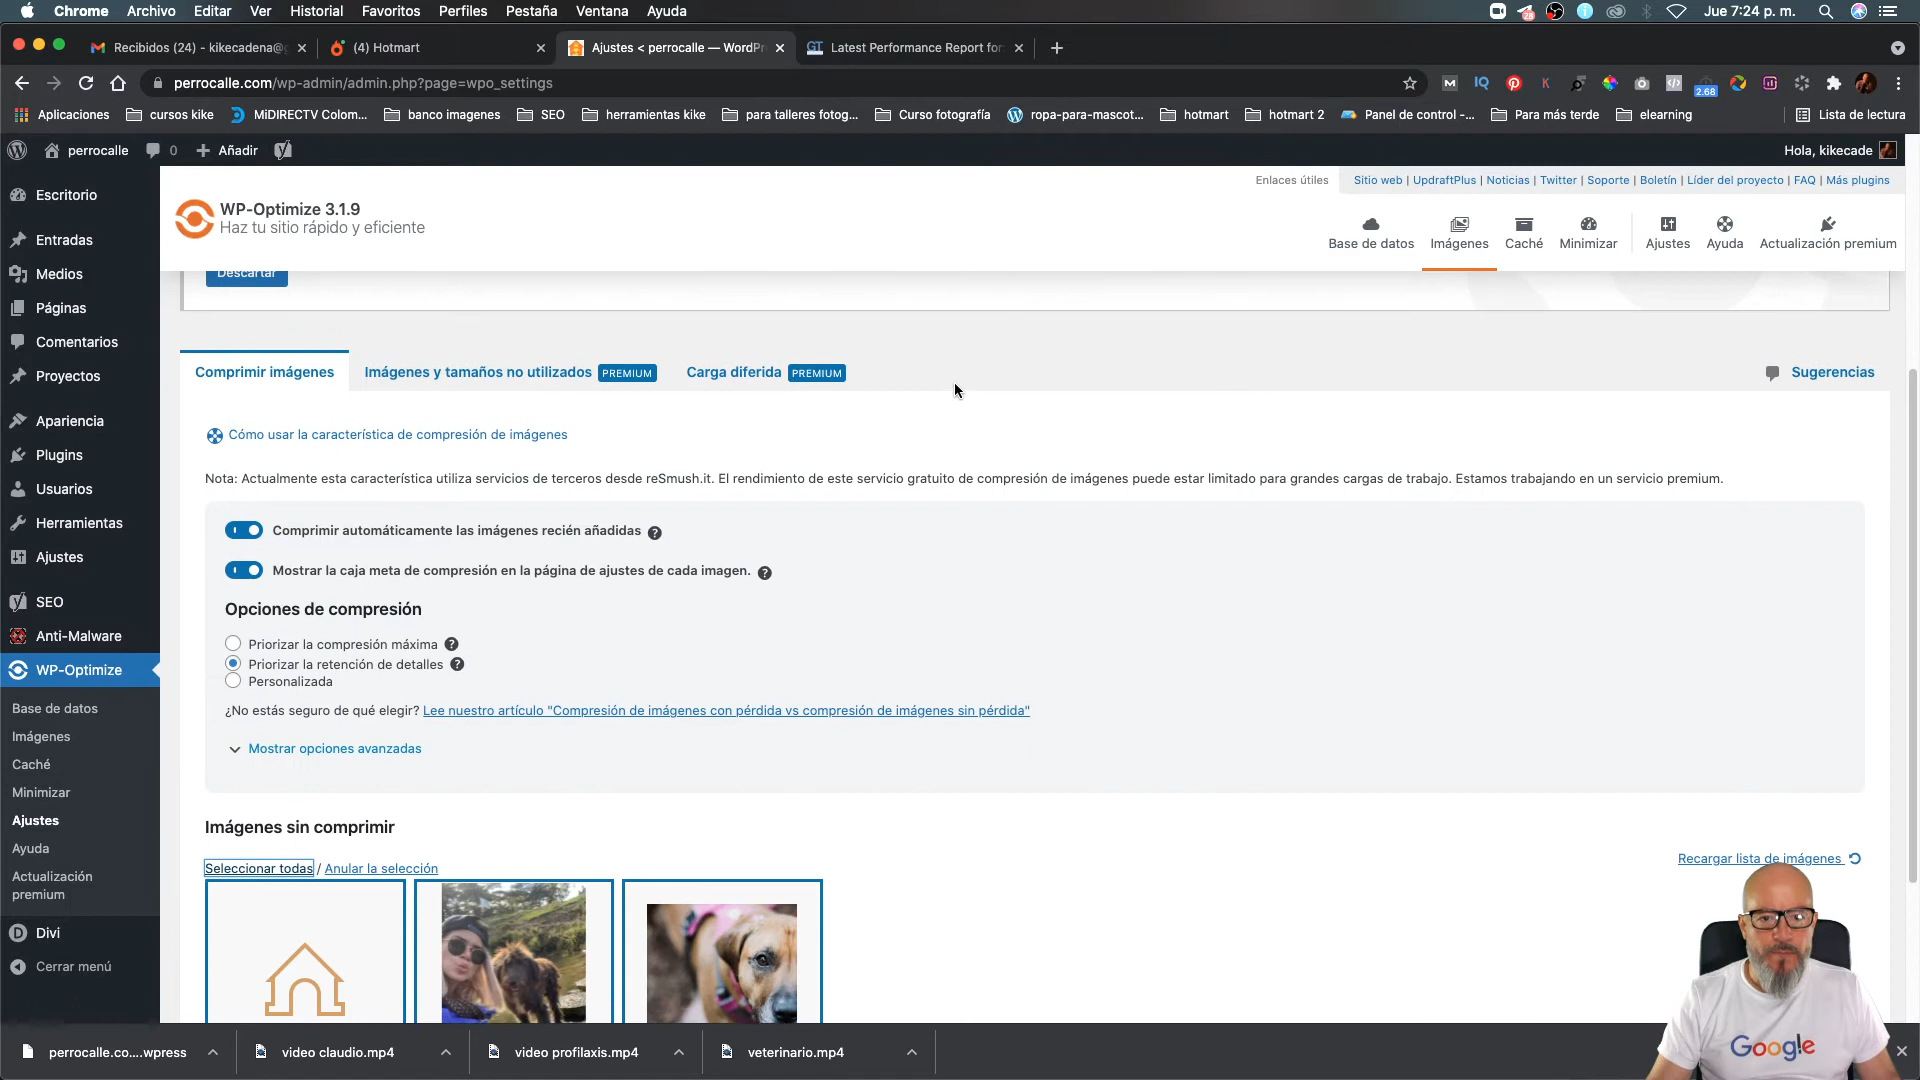 Chrome Archivo Editar Ver Historial Favoritos Perfiles Pestaña Ventana Ayuda
28
Jue 7:24 p. m.
Recibidos (24) - kikecadena@g
(4) Hotmart
Ajustes < perrocalle — WordPr
GT Latest Performance Report for
perrocalle.com/wp-admin/admin.php?page=wpo_settings
2.68
Aplicaciones cursos kike MiDIRECTV Colom... banco imagenes SEO herramientas kike para talleres fotog... Curso fotografía ropa-para-mascot... hotmart hotmart 2 Panel de control -... Para más terde elearning Lista de lectura
perrocalle 0 Añadir
Hola, kikecade
Escritorio
Entradas
Medios
Páginas
Comentarios
Proyectos
Apariencia
Plugins
Usuarios
Herramientas
Ajustes
SEO
Anti-Malware
WP-Optimize
Base de datos
Imágenes
Caché
Minimizar
Ajustes
Ayuda
Actualización
premium
Divi
Cerrar menú
Enlaces útiles
Sitio web | UpdraftPlus | Noticias | Twitter | Soporte | Boletín | Líder del proyecto | FAQ | Más plugins
WP-Optimize 3.1.9
Haz tu sitio rápido y eficiente
Base de datos Imágenes Caché Minimizar Ajustes Ayuda Actualización premium
Descartar
Comprimir imágenes
Imágenes y tamaños no utilizados PREMIUM
Carga diferida PREMIUM
Sugerencias
Cómo usar la característica de compresión de imágenes
Nota: Actualmente esta característica utiliza servicios de terceros desde reSmush.it. El rendimiento de este servicio gratuito de compresión de imágenes puede estar limitado para grandes cargas de trabajo. Estamos trabajando en un servicio premium.
Comprimir automáticamente las imágenes recién añadidas
Mostrar la caja meta de compresión en la página de ajustes de cada imagen.
Opciones de compresión
Priorizar la compresión máxima
Priorizar la retención de detalles
Personalizada
¿No estás seguro de qué elegir? Lee nuestro artículo "Compresión de imágenes con pérdida vs compresión de imágenes sin pérdida"
Mostrar opciones avanzadas
Imágenes sin comprimir
Seleccionar todas / Anular la selección
Recargar lista de imágenes
Google
perrocalle.co....wpress
video claudio.mp4
video profilaxis.mp4
veterinario.mp4